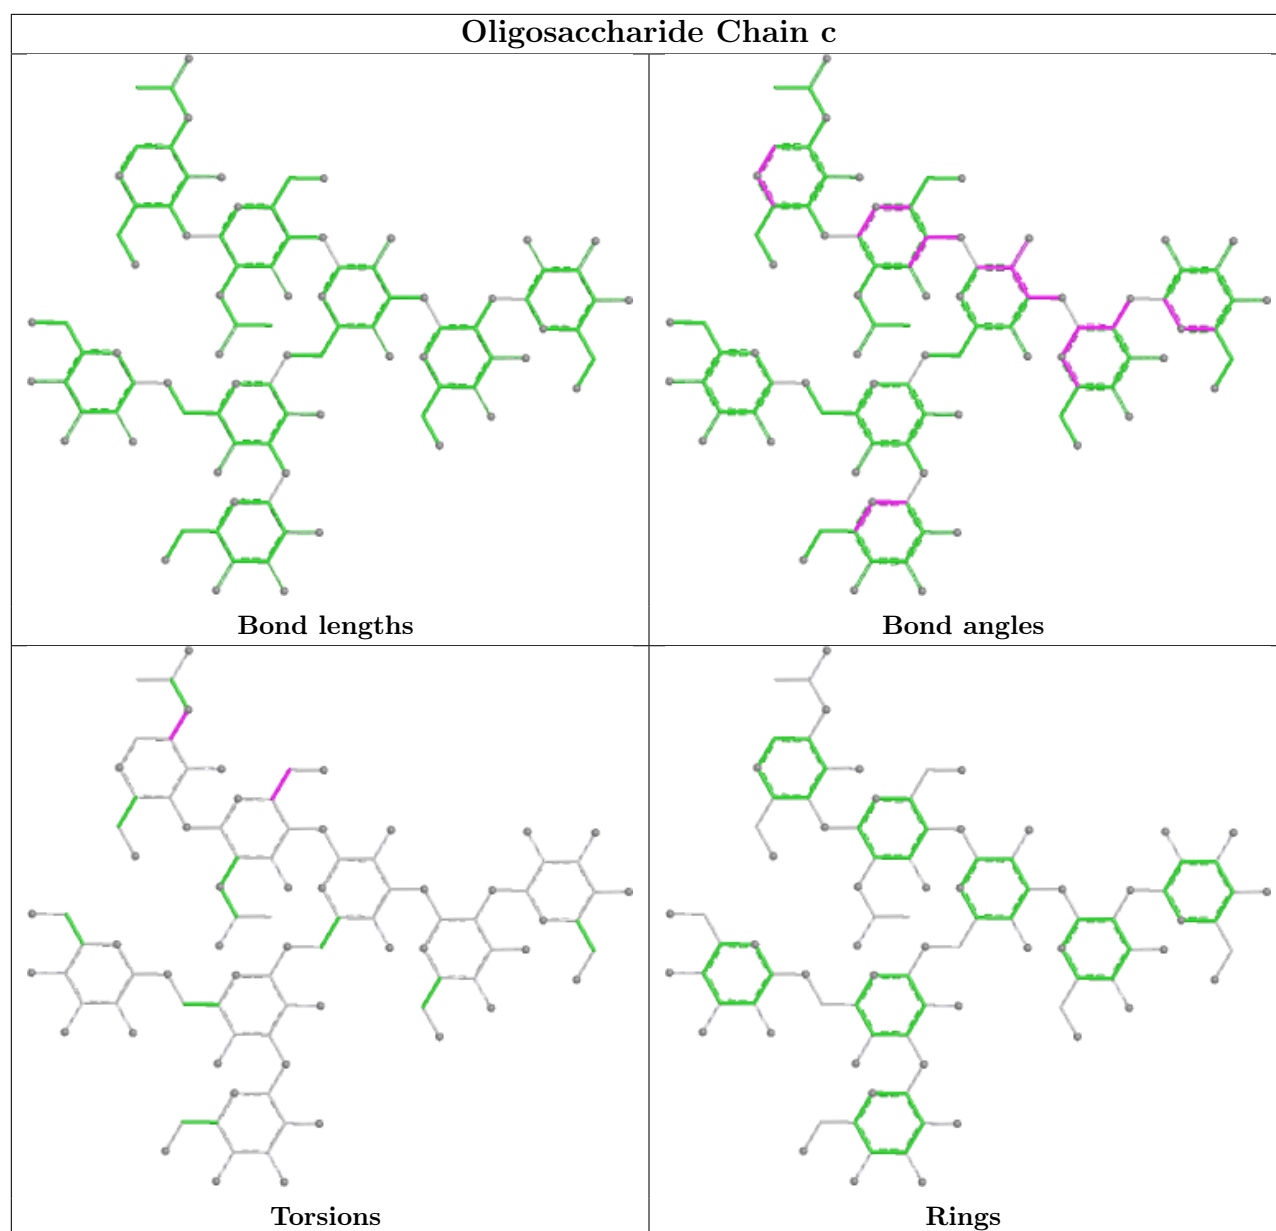 Oligosaccharide Chain c
Bond lengths
Bond angles
Torsions
Rings